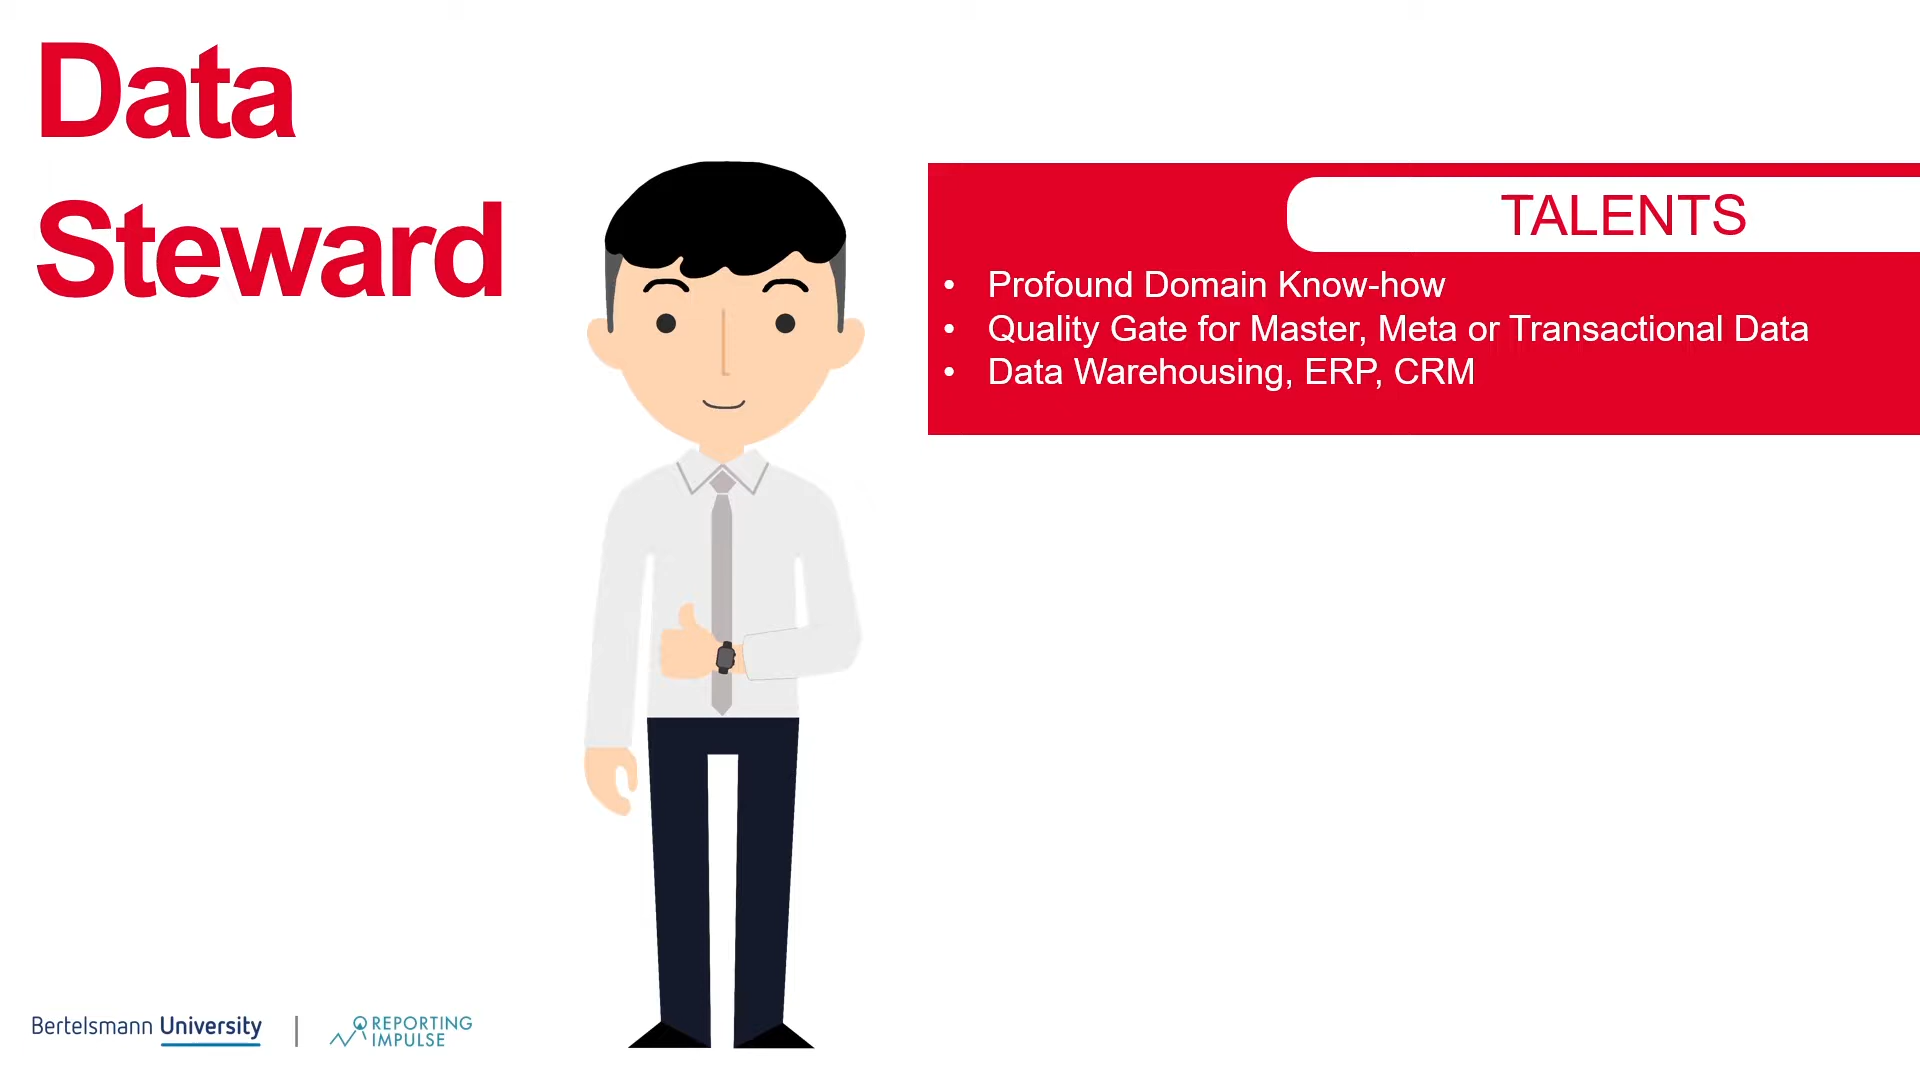 Data
Steward
TALENTS
• Profound Domain Know-how
• Quality Gate for Master, Meta or Transactional Data
• Data Warehousing, ERP, CRM
Bertelsmann University | REPORTING
IMPULSE